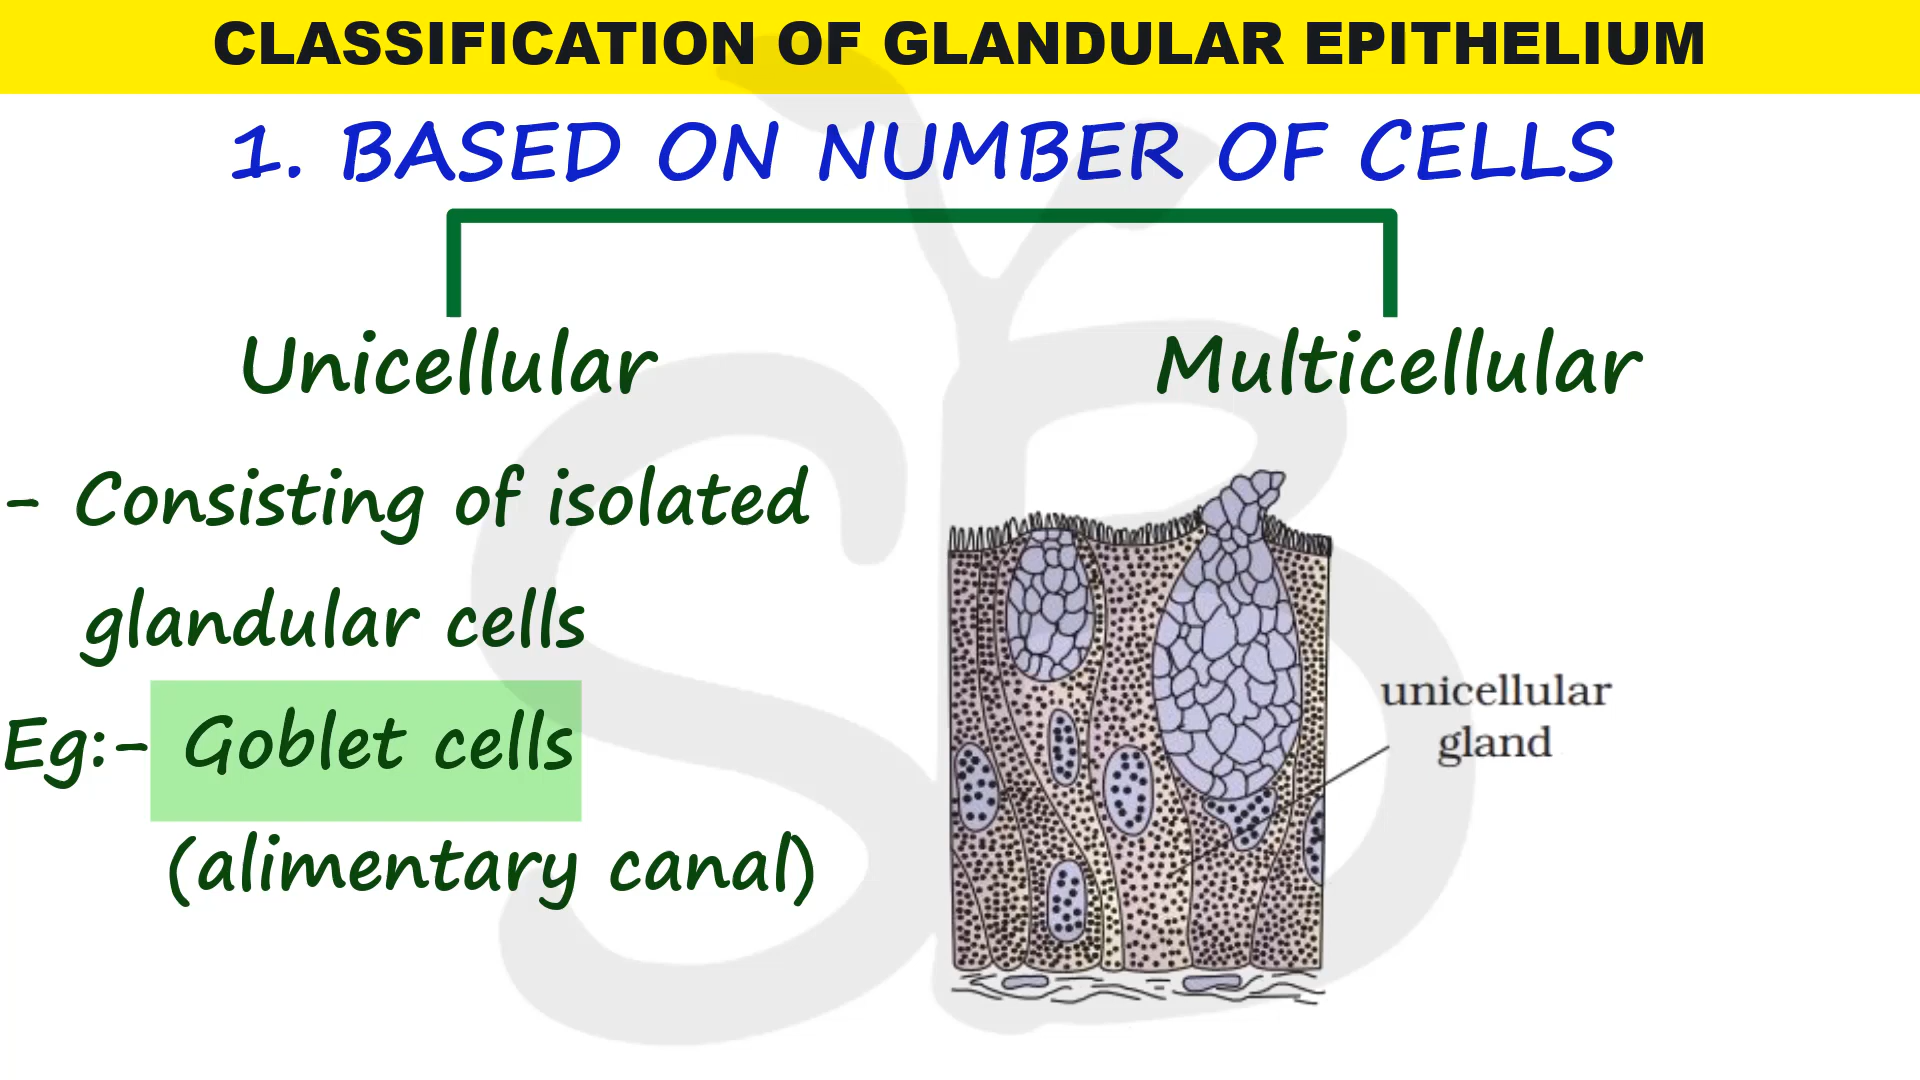 CLASSIFICATION OF GLANDULAR EPITHELIUM
1. BASED ON NUMBER OF CELLS
Unicellular
Multicellular
- Consisting of isolated
glandular cells
Eg:- Goblet cells
(alimentary canal)
unicellular
gland
SB